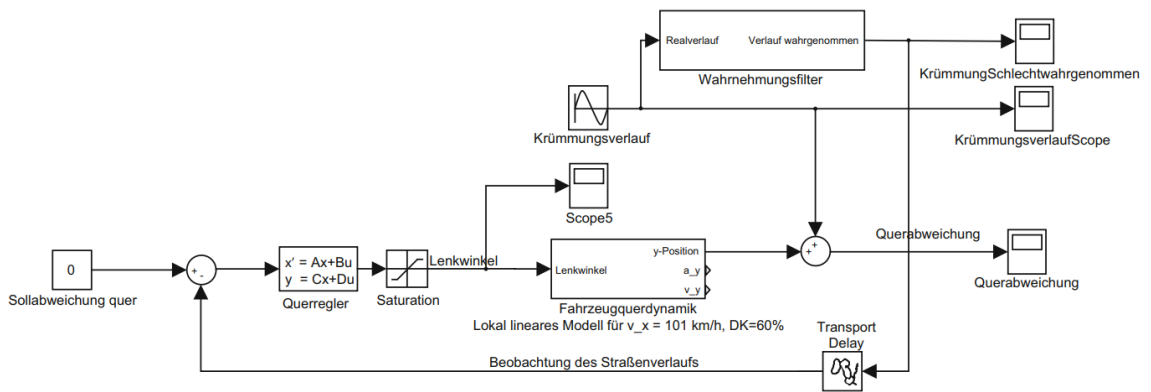 Realverlauf
Verlauf wahrgenommen
Wahrnehmungsfilter
KrümmungSchlechtwahrgenommen
Krümmungsverlauf
KrümmungsverlaufScope
Scope5
0
Sollabweichung quer
+
-
x' = Ax+Bu
y = Cx+Du
Querregler
Saturation
Lenkwinkel
Lenkwinkel
y-Position
a_y
v_y
Fahrzeugquerdynamik
Lokal lineares Modell für v_x = 101 km/h, DK=60%
+
+
Querabweichung
Querabweichung
Transport
Delay
Beobachtung des Straßenverlaufs